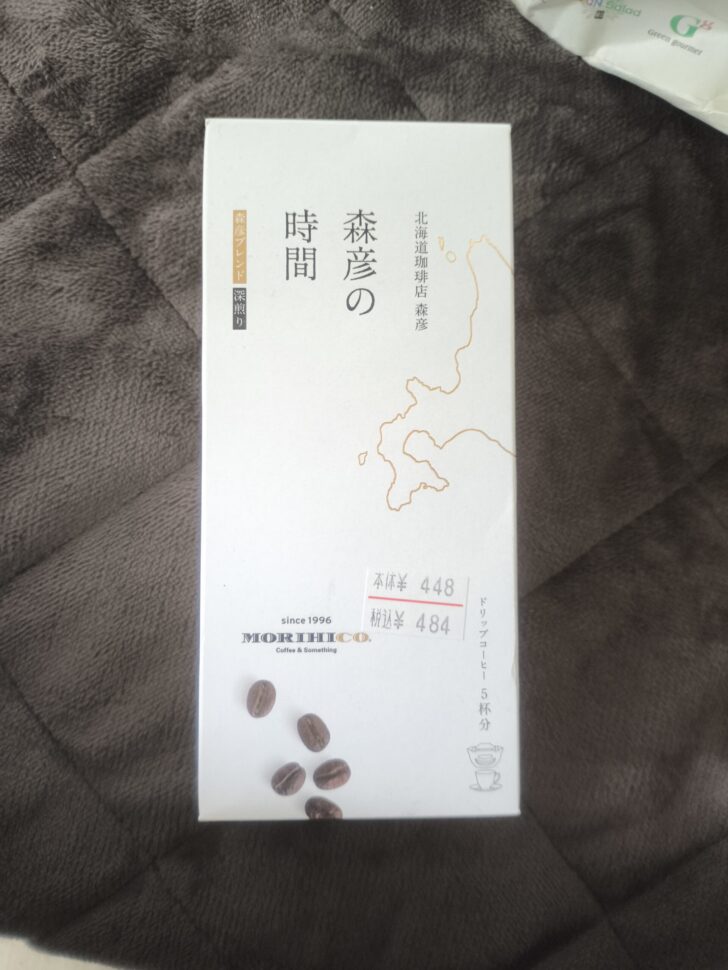 北海道珈琲店 森彦
森彦の
時間
森彦ブレンド 深煎り
本体¥ 448
税込¥ 484
ドリップコーヒー 5杯分
since 1996
MORIHICO.
Coffee & Something
Salad
Gg
Green gourmet